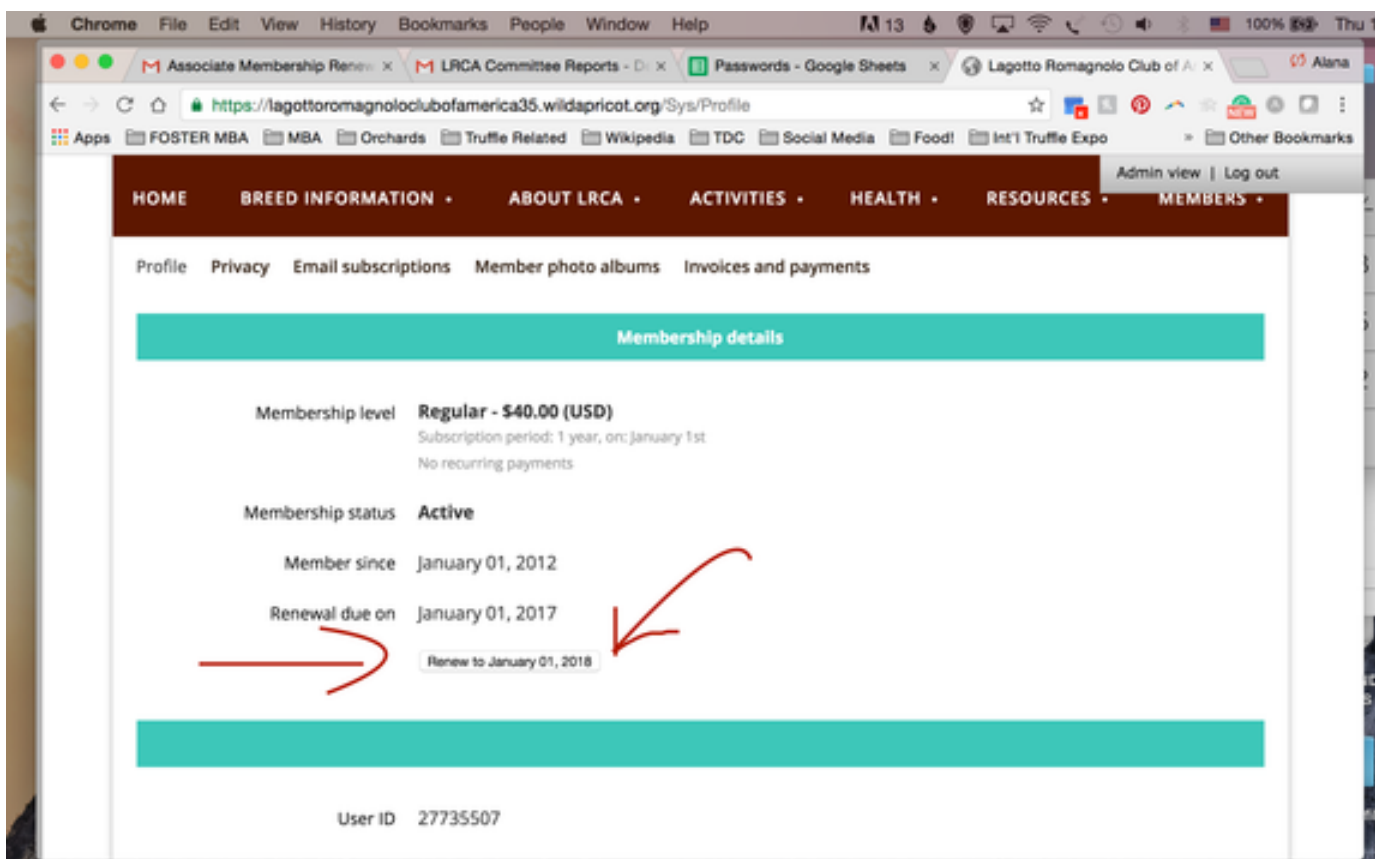 Chrome File Edit View History Bookmarks People Window Help 13 100% Thu
Associate Membership Renew LRCA Committee Reports - Passwords - Google Sheets Lagotto Romagnolo Club of Alana
https://lagottoromagnoloclubofamerica35.wildapricot.org/Sys/Profile NEW
Apps FOSTER MBA MBA Orchards Truffle Related Wikipedia TDC Social Media Food! Int'l Truffle Expo » Other Bookmarks
Admin view | Log out
HOME BREED INFORMATION • ABOUT LRCA • ACTIVITIES • HEALTH • RESOURCES • MEMBERS •
Profile Privacy Email subscriptions Member photo albums Invoices and payments
Membership details
Membership level Regular - $40.00 (USD)
Subscription period: 1 year, on: January 1st
No recurring payments
Membership status Active
Member since January 01, 2012
Renewal due on January 01, 2017
Renew to January 01, 2018
User ID 27735507